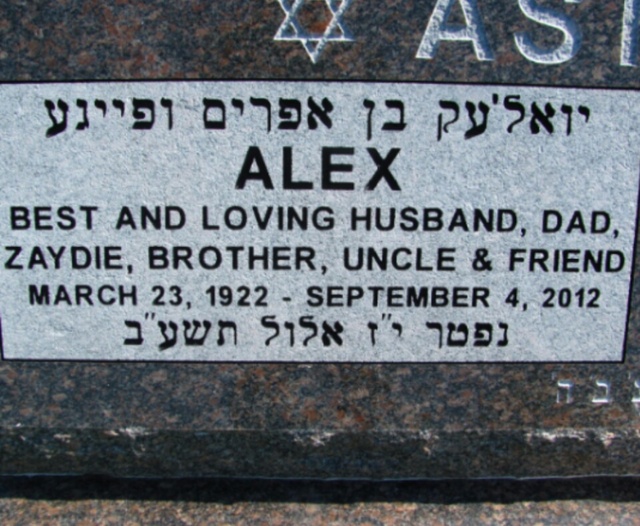 יואל'עק בן אפרים ופייגע
ALEX
BEST AND LOVING HUSBAND, DAD,
ZAYDIE, BROTHER, UNCLE & FRIEND
MARCH 23, 1922 - SEPTEMBER 4, 2012
נפטר י"ז אלול תשע"ב